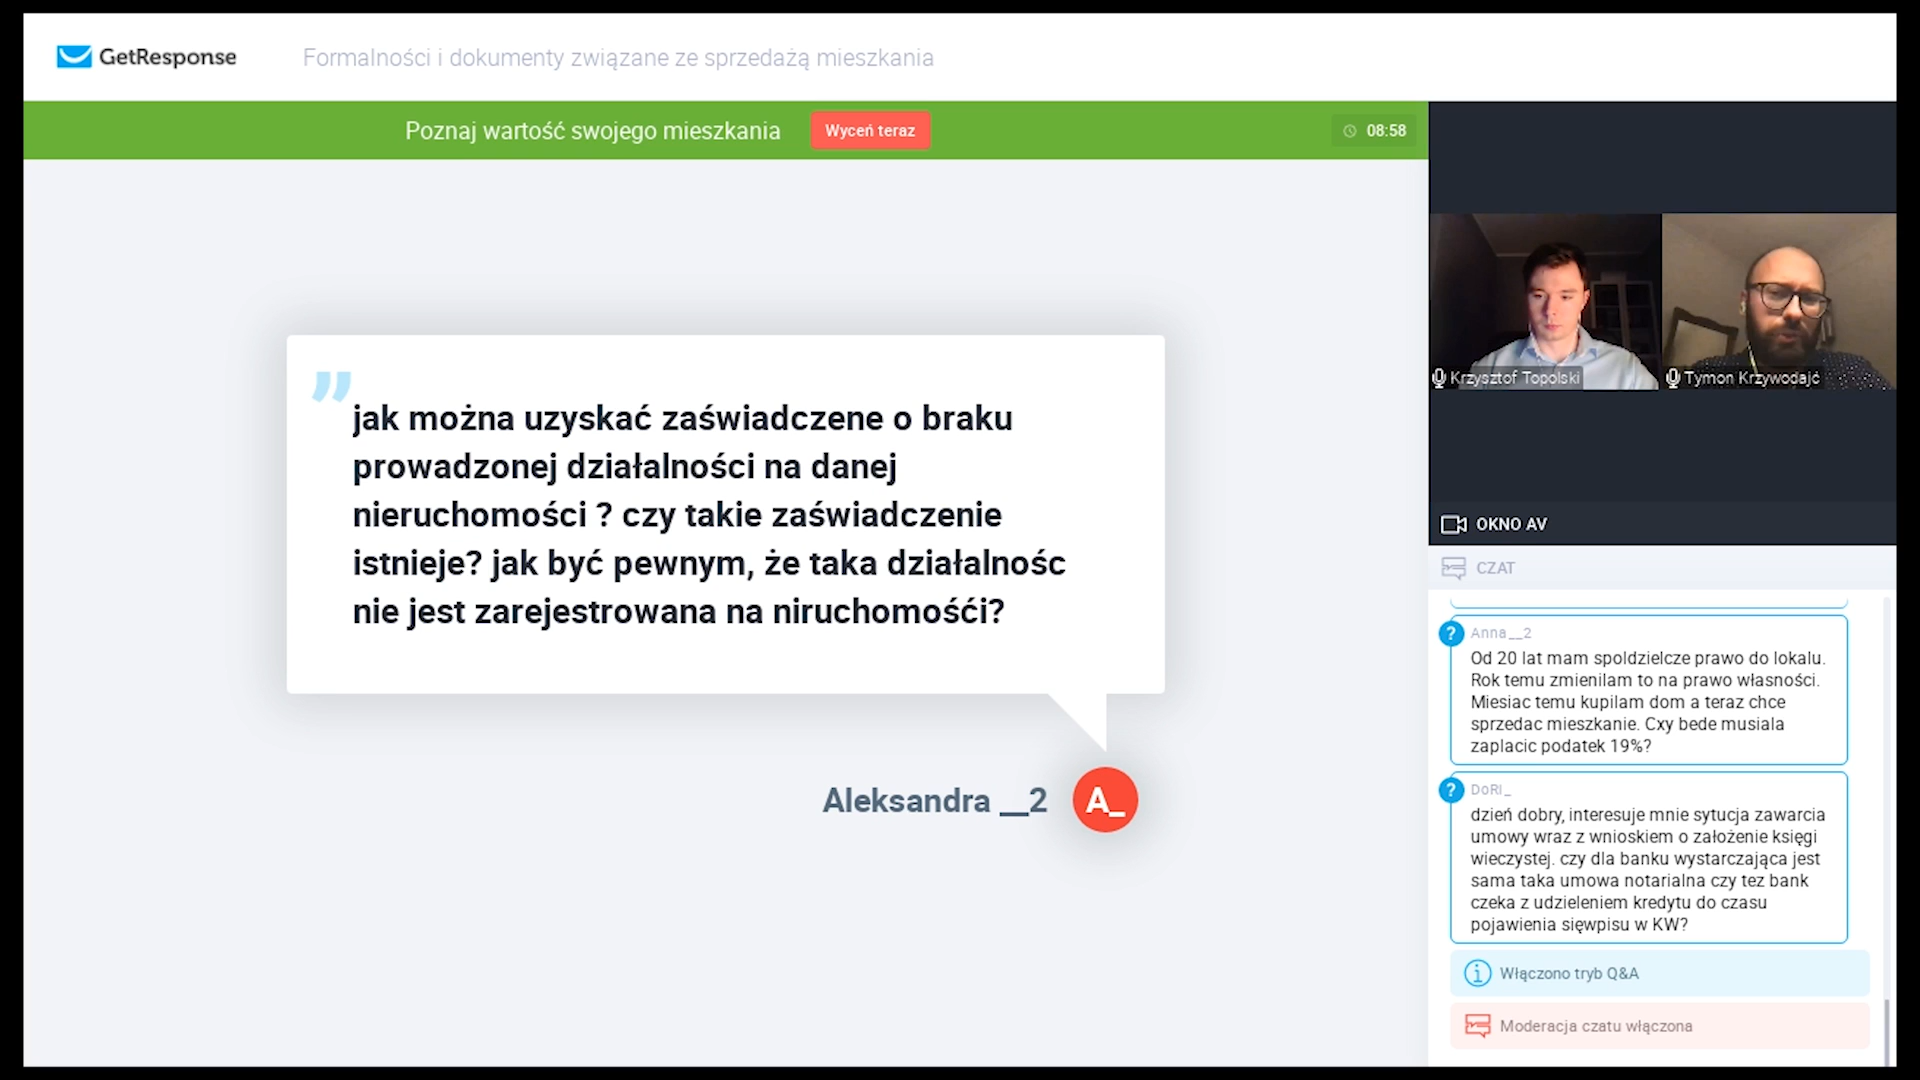 GetResponse
Formalności i dokumenty związane ze sprzedażą mieszkania
Poznaj wartość swojego mieszkania
Wyceń teraz
08:58
”
jak można uzyskać zaświadczene o braku
prowadzonej działalności na danej
nieruchomości ? czy takie zaświadczenie
istnieje? jak być pewnym, że taka działalnośc
nie jest zarejestrowana na niruchomośći?
Aleksandra __2
A_
Krzysztof Topolski
Tymon Krzywodajć
OKNO AV
CZAT
?
Anna__2
Od 20 lat mam spoldzielcze prawo do lokalu.
Rok temu zmienilam to na prawo własności.
Miesiac temu kupilam dom a teraz chce
sprzedac mieszkanie. Cxy bede musiala
zaplacic podatek 19%?
?
DoRI_
dzień dobry, interesuje mnie sytucja zawarcia
umowy wraz z wnioskiem o założenie księgi
wieczystej. czy dla banku wystarczająca jest
sama taka umowa notarialna czy tez bank
czeka z udzieleniem kredytu do czasu
pojawienia sięwpisu w KW?
Włączono tryb Q&A
Moderacja czatu włączona